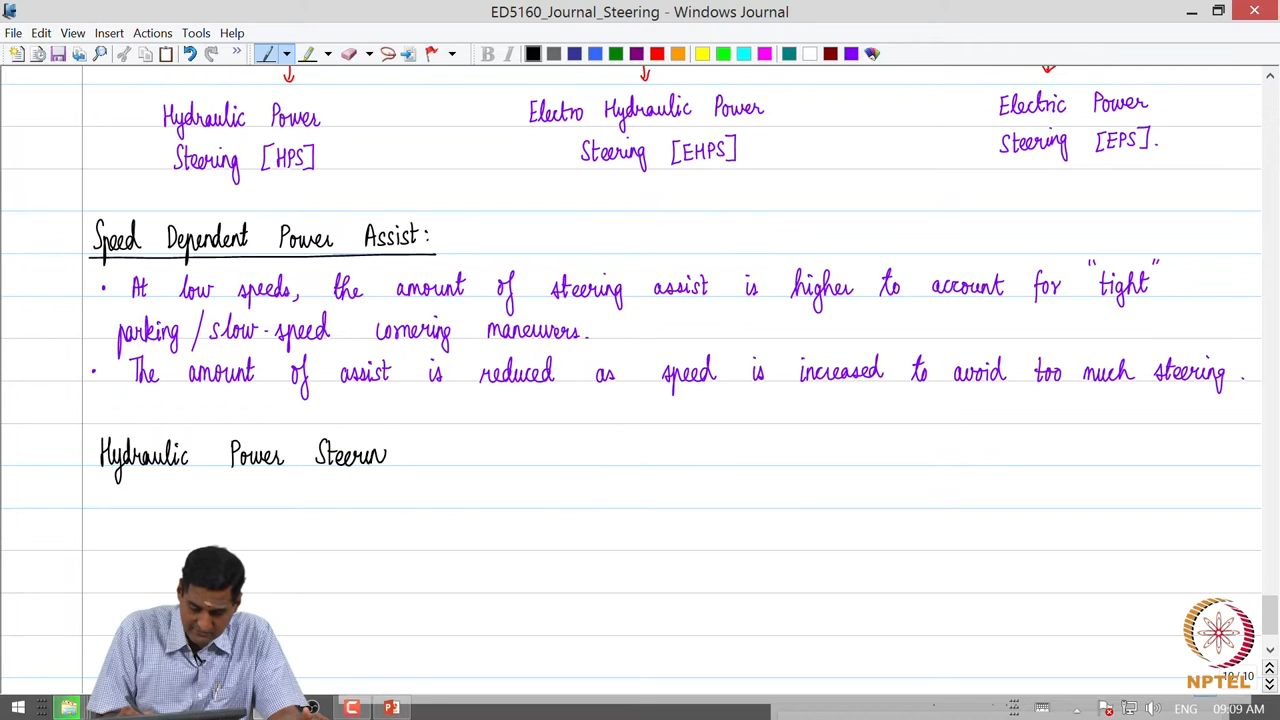 ED5160_Journal_Steering - Windows Journal
File Edit View Insert Actions Tools Help
Hydraulic Power Electro Hydraulic Power Electric Power
Steering [HPS] Steering [EHPS] Steering [EPS].
Speed Dependent Power Assist:
• At low speeds, the amount of steering assist is higher to account for "tight"
parking/slow-speed cornering maneuvers.
• The amount of assist is reduced as speed is increased to avoid too much steering.
Hydraulic Power Steerin
10/10
NPTEL
ENG 09:09 AM